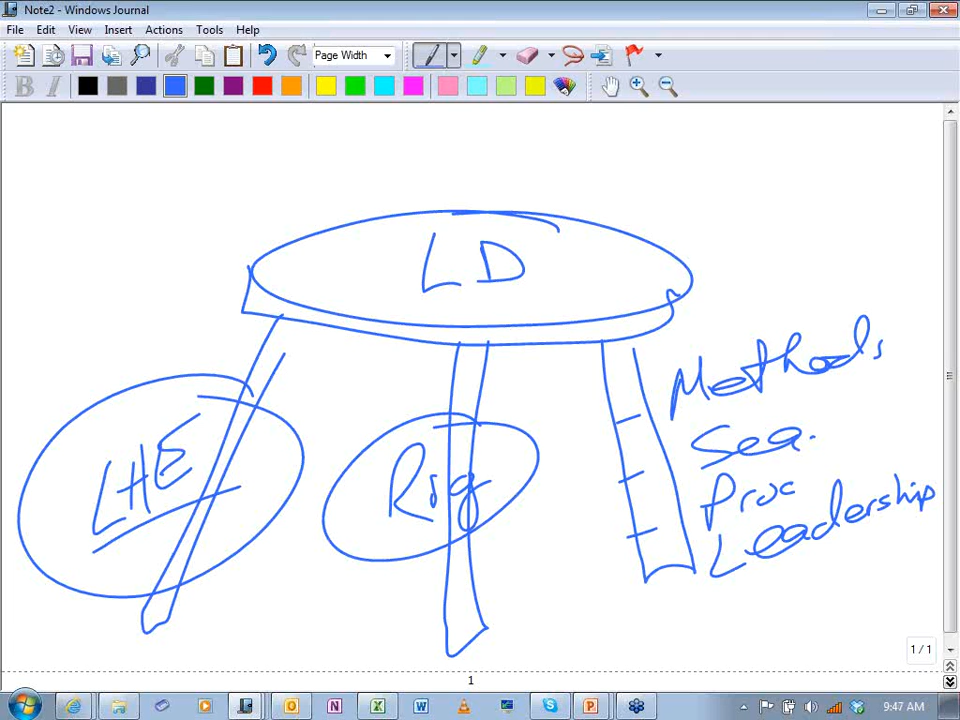 Note2 - Windows Journal
File Edit View Insert Actions Tools Help
Page Width
B I
LD
LHE
Rig
Methods
Sea.
Proc
Leadership
1 / 1
1
9:47 AM